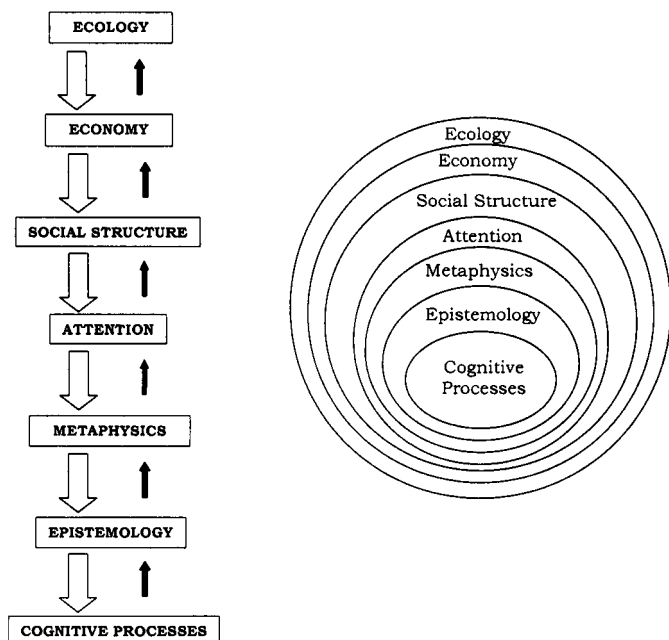 ECOLOGY
ECONOMY
SOCIAL STRUCTURE
ATTENTION
METAPHYSICS
EPISTEMOLOGY
COGNITIVE PROCESSES
Ecology
Economy
Social Structure
Attention
Metaphysics
Epistemology
Cognitive
Processes